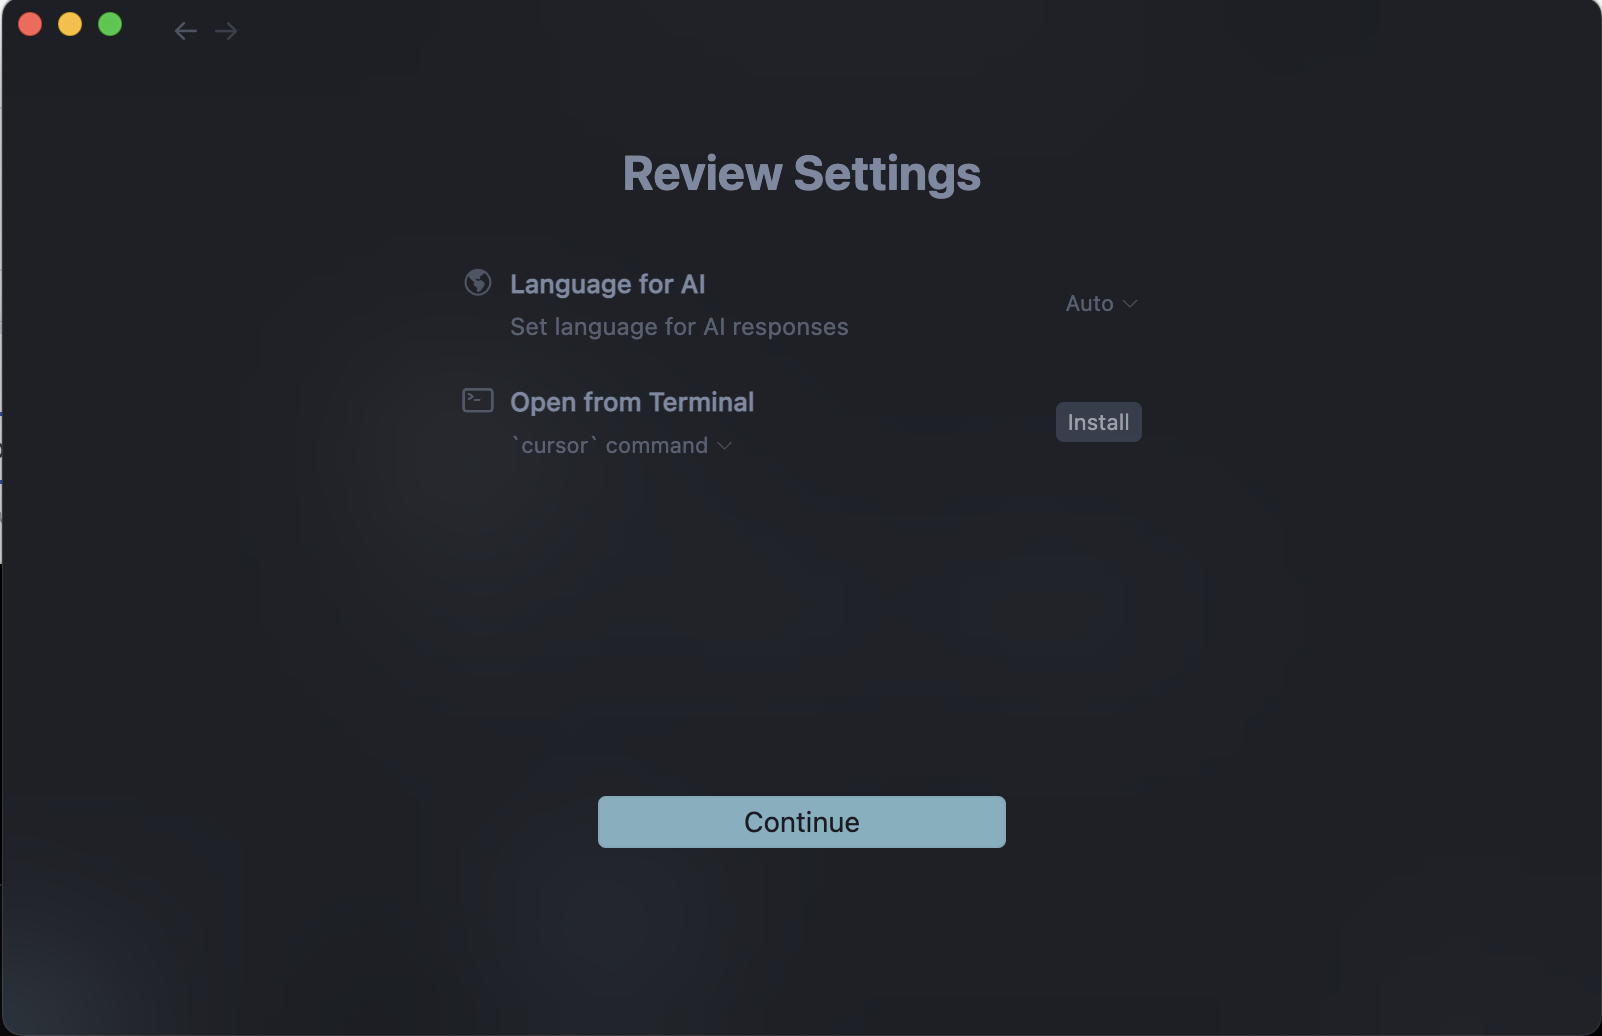 Review Settings
Language for AI
Set language for AI responses
Auto
Open from Terminal
`cursor` command
Install
Continue